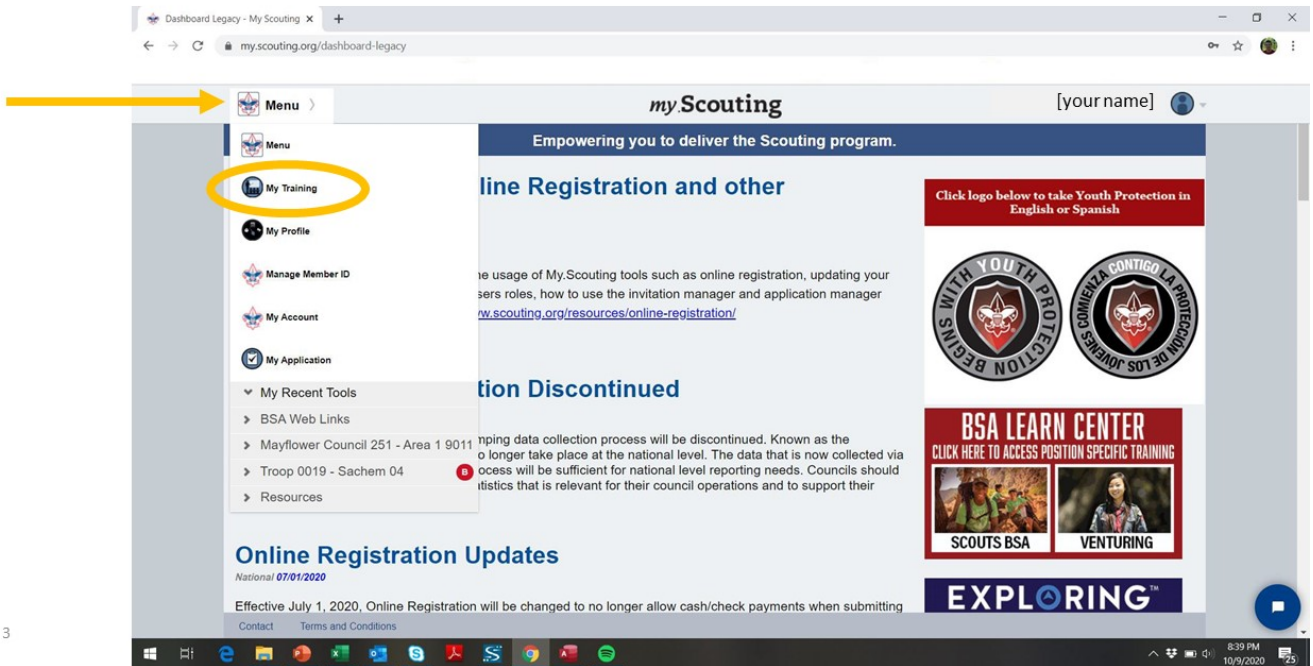 Dashboard Legacy - My Scouting
my.scouting.org/dashboard-legacy
Menu
my.Scouting
[your name]
Menu
My Training
My Profile
Manage Member ID
My Account
My Application
My Recent Tools
BSA Web Links
Mayflower Council 251 - Area 1 9011
Troop 0019 - Sachem 04 B
Resources
Empowering you to deliver the Scouting program.
line Registration and other
e usage of My.Scouting tools such as online registration, updating your
sers roles, how to use the invitation manager and application manager
w.scouting.org/resources/online-registration/
tion Discontinued
mping data collection process will be discontinued. Known as the
o longer take place at the national level. The data that is now collected via
ocess will be sufficient for national level reporting needs. Councils should
tistics that is relevant for their council operations and to support their
Online Registration Updates
National 07/01/2020
Effective July 1, 2020, Online Registration will be changed to no longer allow cash/check payments when submitting
Contact Terms and Conditions
Click logo below to take Youth Protection in
English or Spanish
YOUTH PROTECTION BEGINS WITH YOU
LA PROTECCIÓN DE LOS JÓVENES COMIENZA CONTIGO
BSA LEARN CENTER
CLICK HERE TO ACCESS POSITION SPECIFIC TRAINING
SCOUTS BSA
VENTURING
EXPLORING™
3
8:39 PM
10/9/2020
25